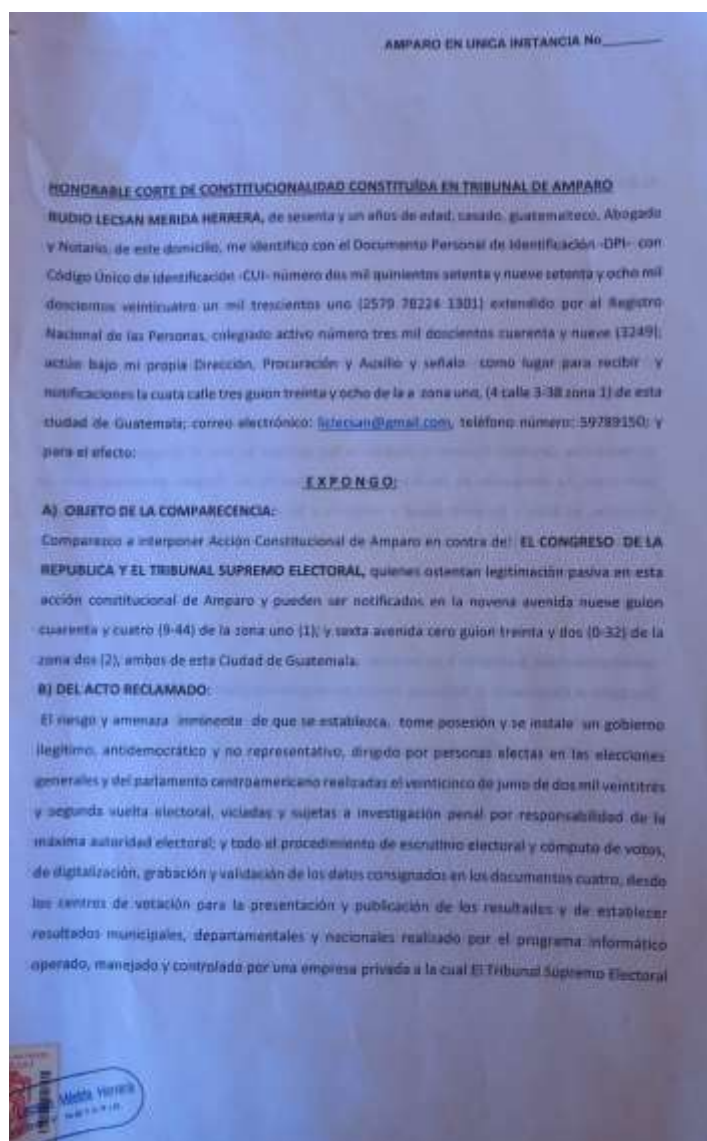 AMPARO EN UNICA INSTANCIA No________
HONORABLE CORTE DE CONSTITUCIONALIDAD CONSTITUÍDA EN TRIBUNAL DE AMPARO
RUDIO LECSAN MERIDA HERRERA, de sesenta y un años de edad, casado, guatemalteco, Abogado
y Notario, de este domicilio, me identifico con el Documento Personal de Identificación -DPI- con
Código Único de Identificación -CUI- número dos mil quinientos setenta y nueve setenta y ocho mil
doscientos veinticuatro un mil trescientos uno (2579 78224 1301) extendido por el Registro
Nacional de las Personas, colegiado activo número tres mil doscientos cuarenta y nueve (3249);
actúo bajo mi propia Dirección, Procuración y Auxilio y señalo como lugar para recibir y
notificaciones la cuata calle tres guion treinta y ocho de la a zona uno, (4 calle 3-38 zona 1) de esta
ciudad de Guatemala; correo electrónico: liclecsan@gmail.com, teléfono número: 59789150; y
para el efecto:
EXPONGO:
A) OBJETO DE LA COMPARECENCIA:
Comparezco a interponer Acción Constitucional de Amparo en contra de: EL CONGRESO DE LA
REPUBLICA Y EL TRIBUNAL SUPREMO ELECTORAL, quienes ostentan legitimación pasiva en esta
acción constitucional de Amparo y pueden ser notificados en la novena avenida nueve guion
cuarenta y cuatro (9-44) de la zona uno (1); y sexta avenida cero guion treinta y dos (0-32) de la
zona dos (2), ambos de esta Ciudad de Guatemala.
B) DEL ACTO RECLAMADO:
El riesgo y amenaza inminente de que se establezca, tome posesión y se instale un gobierno
ilegítimo, antidemocrático y no representativo, dirigido por personas electas en las elecciones
generales y del parlamento centroamericano realizadas el veinticinco de junio de dos mil veintitrés
y segunda vuelta electoral, viciadas y sujetas a investigación penal por responsabilidad de la
máxima autoridad electoral; y todo el procedimiento de escrutinio electoral y cómputo de votos,
de digitalización, grabación y validación de los datos consignados en los documentos cuatro, desde
los centros de votación para la presentación y publicación de los resultados y de establecer
resultados municipales, departamentales y nacionales realizado por el programa informático
operado, manejado y controlado por una empresa privada a la cual El Tribunal Supremo Electoral
Herrera